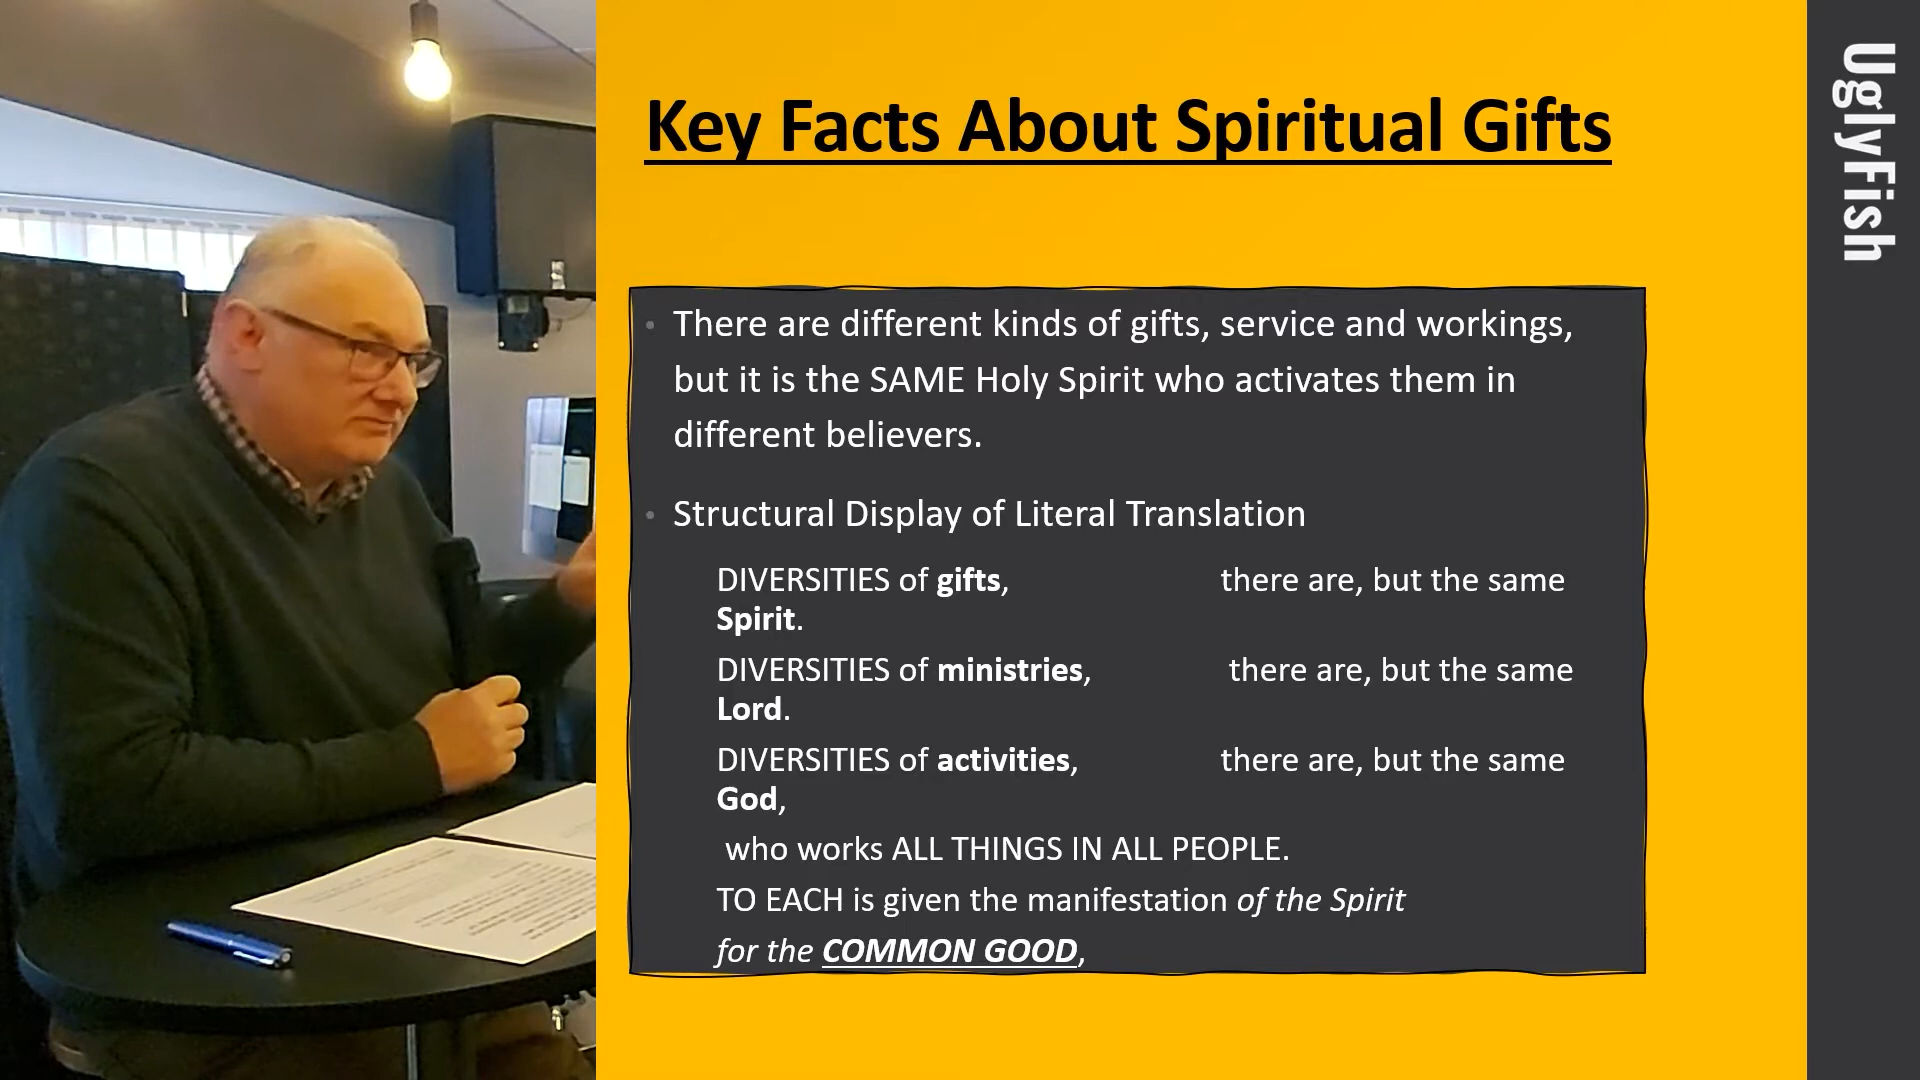 Key Facts About Spiritual Gifts
UglyFish
• There are different kinds of gifts, service and workings,
but it is the SAME Holy Spirit who activates them in
different believers.
• Structural Display of Literal Translation
DIVERSITIES of gifts, there are, but the same
Spirit.
DIVERSITIES of ministries, there are, but the same
Lord.
DIVERSITIES of activities, there are, but the same
God,
who works ALL THINGS IN ALL PEOPLE.
TO EACH is given the manifestation of the Spirit
for the COMMON GOOD,